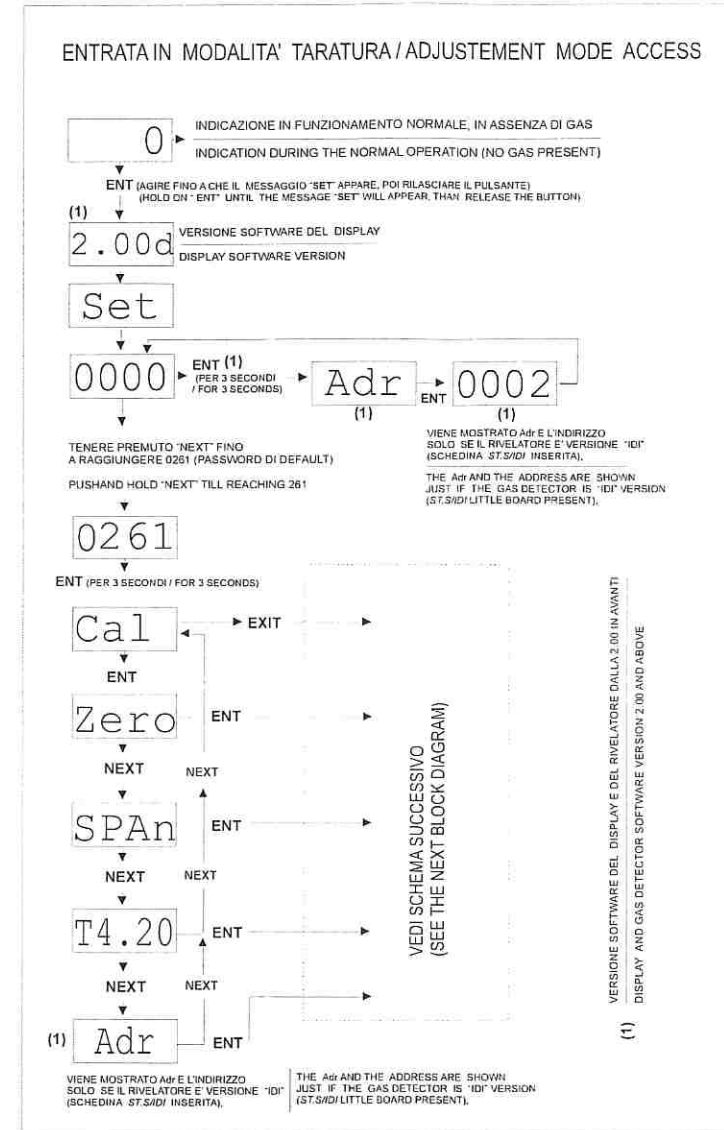 ENTRATA IN MODALITA' TARATURA / ADJUSTEMENT MODE ACCESS
0
INDICAZIONE IN FUNZIONAMENTO NORMALE, IN ASSENZA DI GAS
INDICATION DURING THE NORMAL OPERATION (NO GAS PRESENT)
ENT (AGIRE FINO A CHE IL MESSAGGIO "SET" APPARE, POI RILASCIARE IL PULSANTE)
(HOLD ON "ENT" UNTIL THE MESSAGE "SET" WILL APPEAR, THAN RELEASE THE BUTTON)
(1)
2.00d
VERSIONE SOFTWARE DEL DISPLAY
DISPLAY SOFTWARE VERSION
Set
0000
ENT (1)
(PER 3 SECONDI
/ FOR 3 SECONDS)
Adr
(1)
ENT
0002
(1)
VIENE MOSTRATO Adr E L'INDIRIZZO
SOLO SE IL RIVELATORE E' VERSIONE "IDI"
(SCHEDINA ST.S/IDI INSERITA).
THE Adr AND THE ADDRESS ARE SHOWN
JUST IF THE GAS DETECTOR IS "IDI" VERSION
(ST.S/IDI LITTLE BOARD PRESENT).
TENERE PREMUTO "NEXT" FINO
A RAGGIUNGERE 0261 (PASSWORD DI DEFAULT)
PUSHAND HOLD "NEXT" TILL REACHING 261
0261
ENT (PER 3 SECONDI / FOR 3 SECONDS)
Cal
EXIT
ENT
Zero
ENT
NEXT
NEXT
SPAn
ENT
NEXT
NEXT
T4.20
ENT
NEXT
NEXT
(1)
Adr
ENT
VIENE MOSTRATO Adr E L'INDIRIZZO
SOLO SE IL RIVELATORE E' VERSIONE "IDI"
(SCHEDINA ST.S/IDI INSERITA).
THE Adr AND THE ADDRESS ARE SHOWN
JUST IF THE GAS DETECTOR IS "IDI" VERSION
(ST.S/IDI LITTLE BOARD PRESENT).
VEDI SCHEMA SUCCESSIVO
(SEE THE NEXT BLOCK DIAGRAM)
(1)
VERSIONE SOFTWARE DEL DISPLAY E DEL RIVELATORE DALLA 2.00 IN AVANTI
DISPLAY AND GAS DETECTOR SOFTWARE VERSION 2.00 AND ABOVE